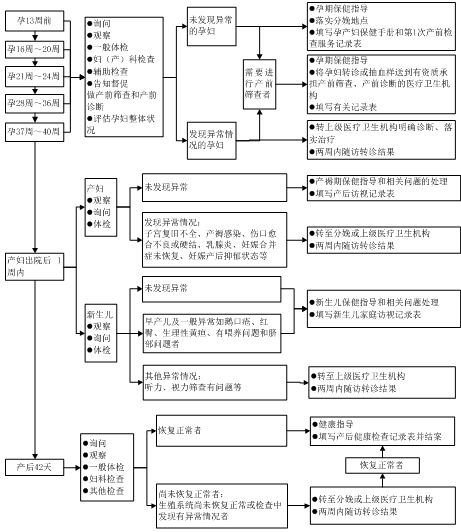 孕13周前
孕16周~20周
孕21周~24周
孕28周~36周
孕37周~40周
●询问
●观察
●一般体检
●妇（产）科检查
●辅助检查
●告知督促
做产前筛查和产前
诊断
●评估孕妇整体状
况
未发现异常
的孕妇
需要进
行产前
筛查者
发现异常情
况的孕妇
●孕期保健指导
●落实分娩地点
●填写孕产妇保健手册和第1次产前检
查服务记录表
●孕期保健指导
●将孕妇转诊或抽血样送到有资质承
担产前筛查、产前诊断的医疗卫生机
构
●填写有关记录表
●转上级医疗卫生机构明确诊断、落
实治疗
●两周内随访转诊结果
产妇出院后 1
周内
产妇
●观察
●询问
●体检
未发现异常
●产褥期保健指导和相关问题的处理
●填写产后访视记录表
发现异常情况：
子宫复旧不全、产褥感染、伤口愈
合不良或硬结、乳腺炎、妊娠合并
症未恢复、妊娠产后抑郁状态等
●转至分娩或上级医疗卫生机构
●两周内随访转诊结果
新生儿
●观察
●询问
●体检
未发现异常
早产儿及一般异常如鹅口疮、红
臀、生理性黄疸、有喂养问题和脐
部问题者
●新生儿保健指导和相关问题处理
●填写新生儿家庭访视记录表
其他异常情况：
听力、视力筛查有问题等
●转至上级医疗卫生机构
●两周内随访转诊结果
产后42天
●询问
●观察
●一般体检
●妇科检查
●其他检查
恢复正常者
●健康指导
●填写产后健康检查记录表并结案
恢复正常者
尚未恢复正常者：
生殖系统尚未恢复正常或检查中
发现有异常情况者
●转至分娩或上级医疗卫生机构
●两周内随访转诊结果